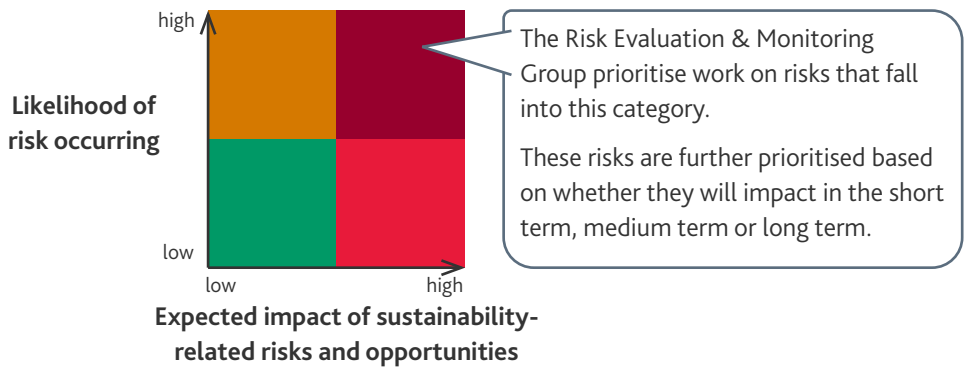 high
Likelihood of
risk occurring
low
low
high
Expected impact of sustainability-
related risks and opportunities
The Risk Evaluation & Monitoring
Group prioritise work on risks that fall
into this category.
These risks are further prioritised based
on whether they will impact in the short
term, medium term or long term.